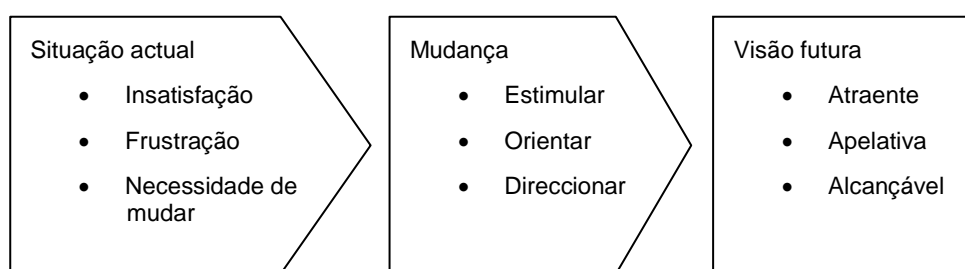 Situação actual
• Insatisfação
• Frustração
• Necessidade de
mudar
Mudança
• Estimular
• Orientar
• Direccionar
Visão futura
• Atraente
• Apelativa
• Alcançável